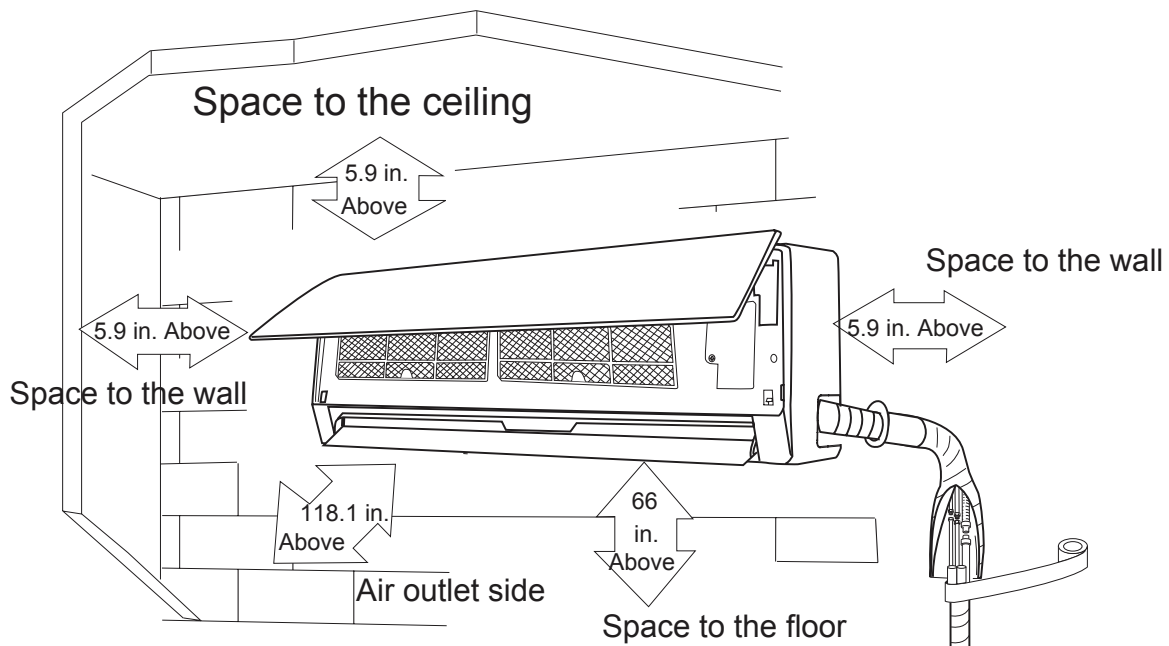 Space to the ceiling
5.9 in.
Above
Space to the wall
5.9 in. Above
5.9 in. Above
Space to the wall
118.1 in.
Above
66
in.
Above
Air outlet side
Space to the floor